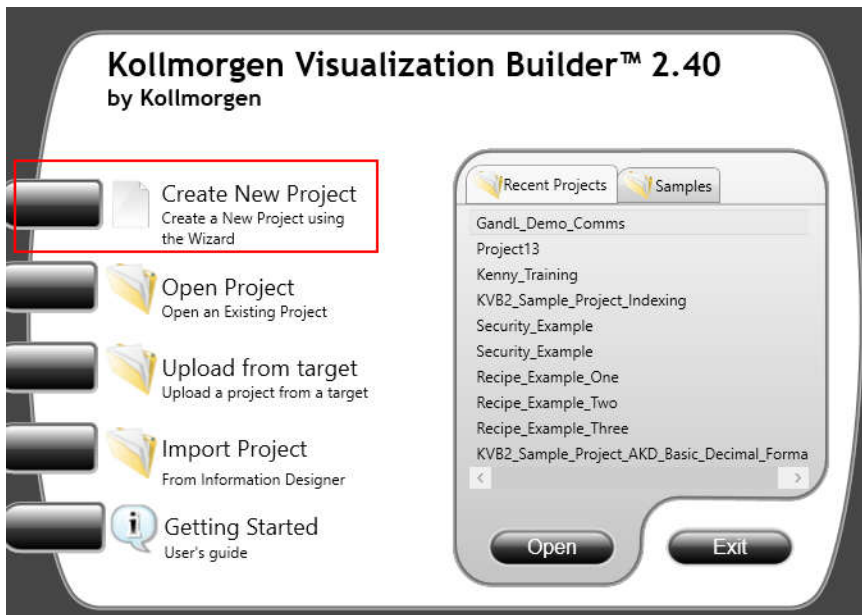 Kollmorgen Visualization Builder™ 2.40
by Kollmorgen
Create New Project
Create a New Project using
the Wizard
Open Project
Open an Existing Project
Upload from target
Upload a project from a target
Import Project
From Information Designer
Getting Started
User's guide
Recent Projects
Samples
GandL_Demo_Comms
Project13
Kenny_Training
KVB2_Sample_Project_Indexing
Security_Example
Security_Example
Recipe_Example_One
Recipe_Example_Two
Recipe_Example_Three
KVB2_Sample_Project_AKD_Basic_Decimal_Forma
Open
Exit